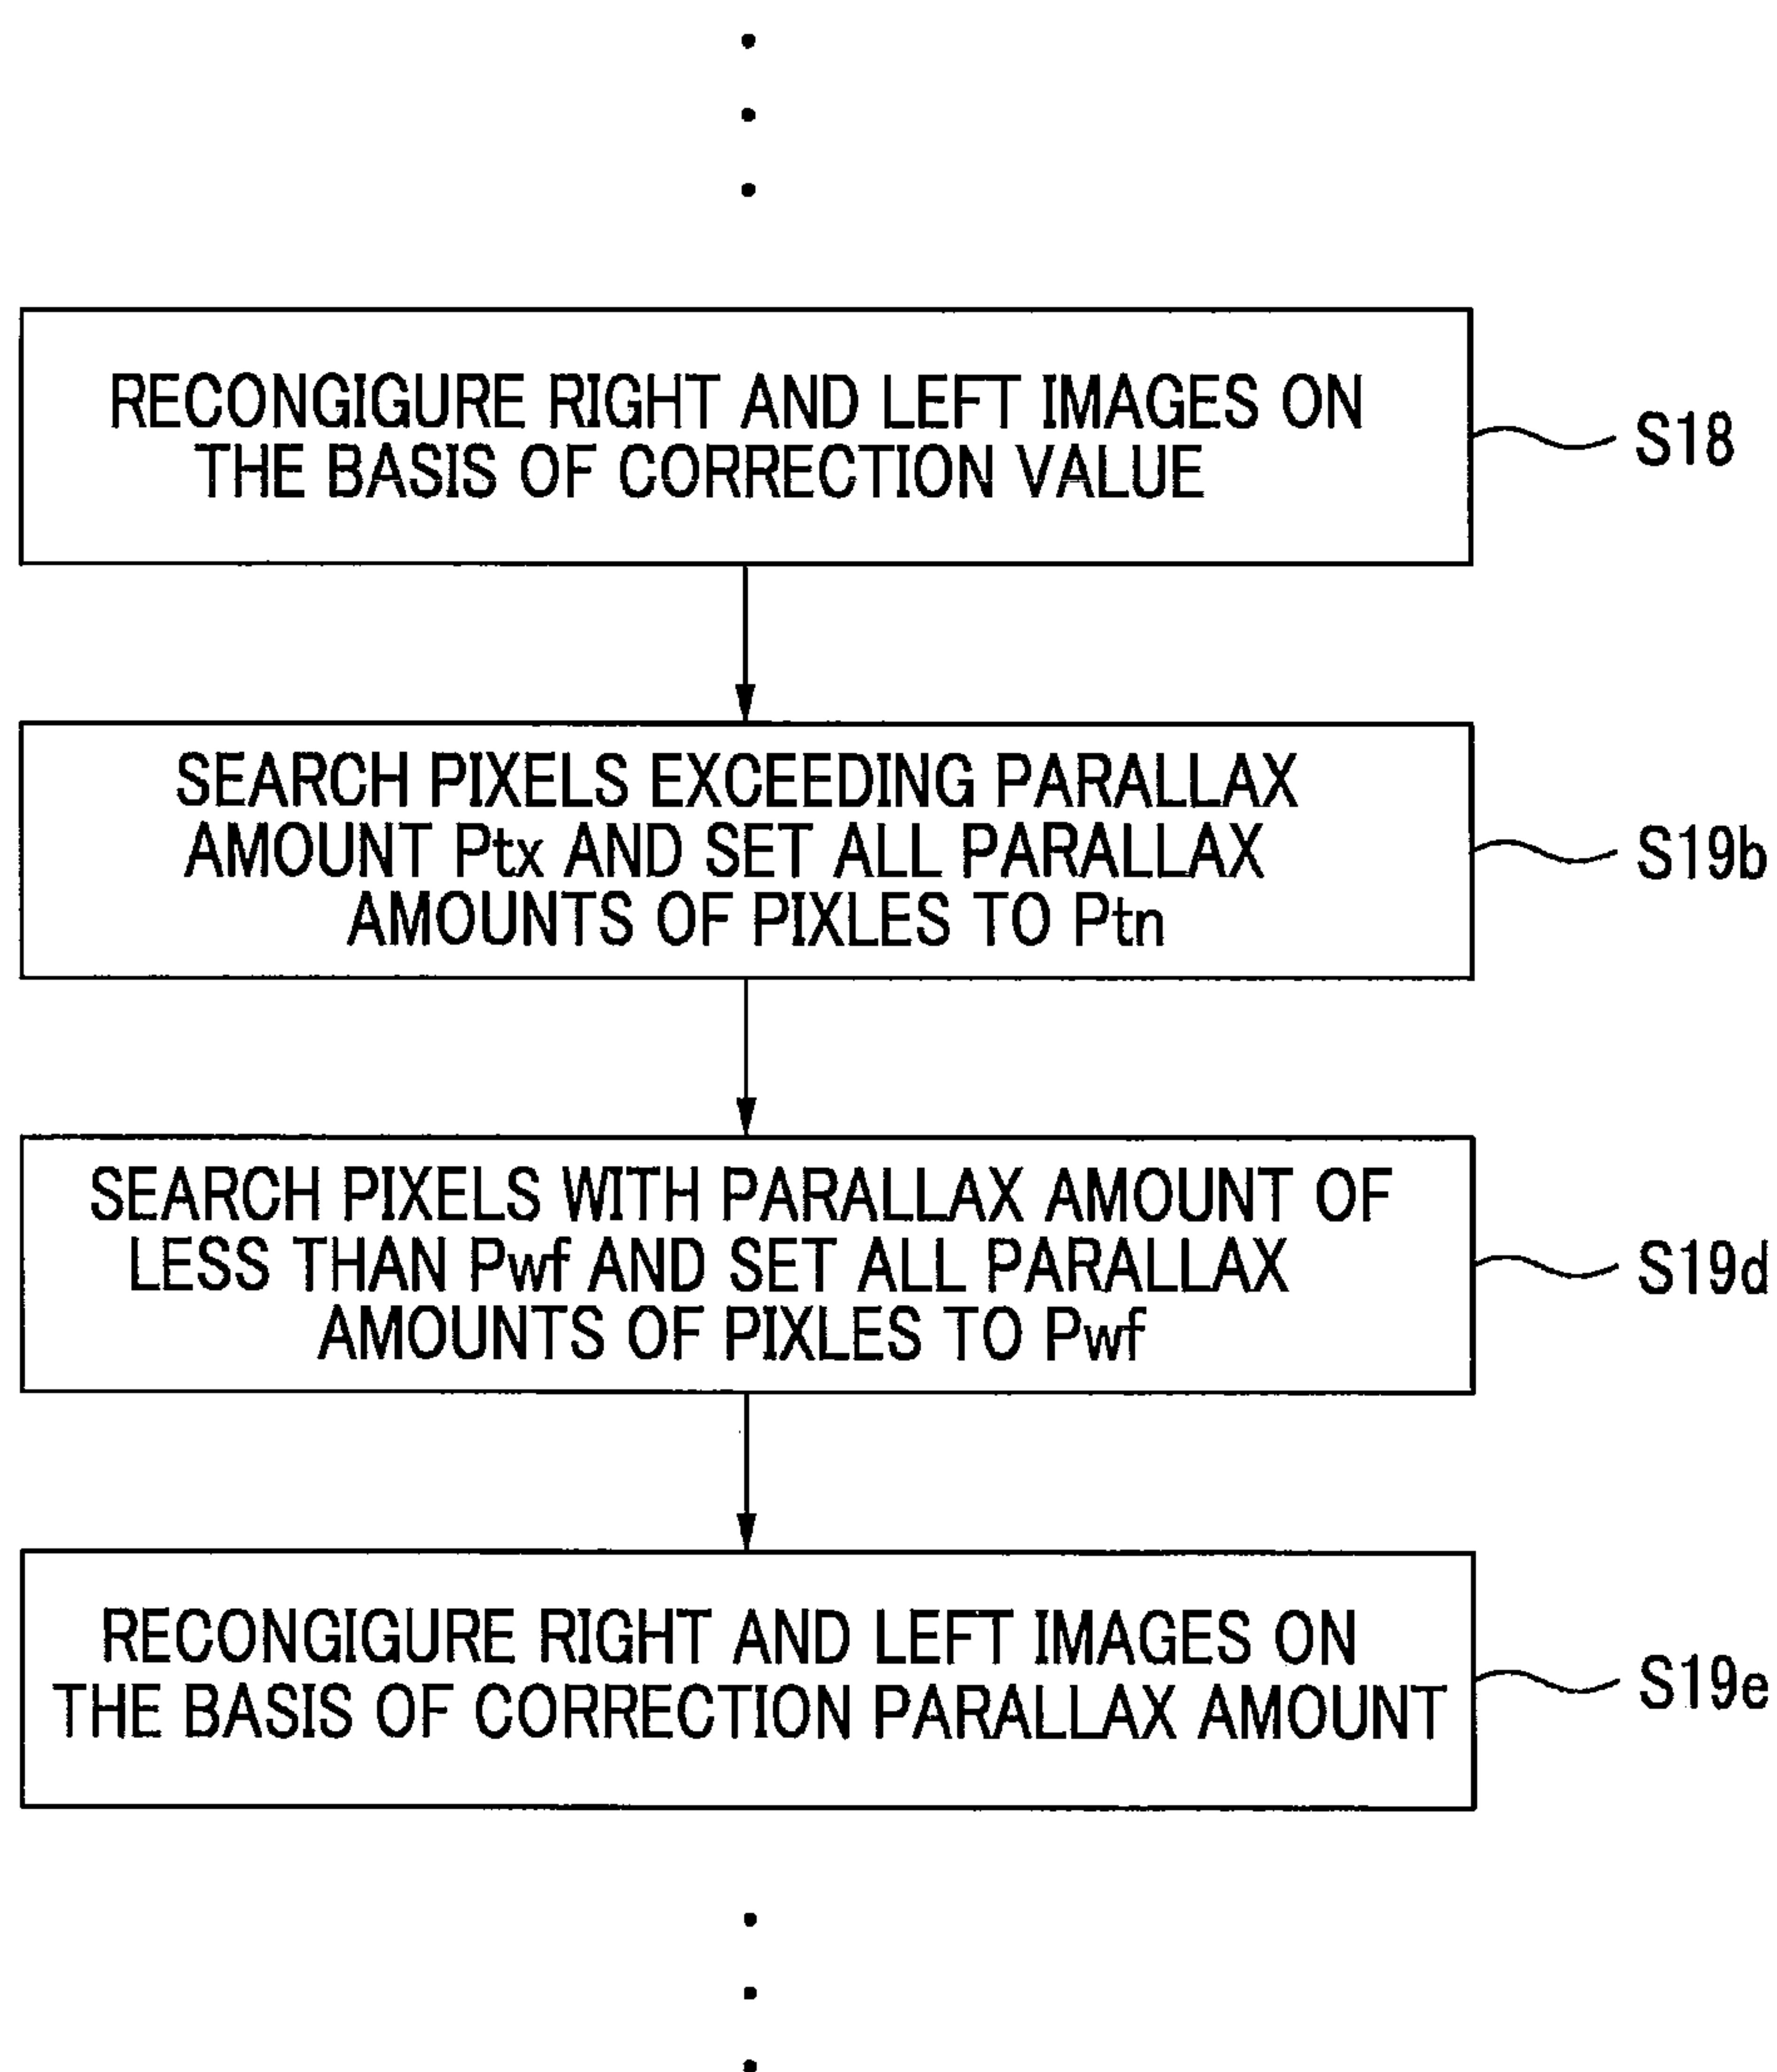 RECONGIGURE RIGHT AND LEFT IMAGES ON
THE BASIS OF CORRECTION VALUE
S18
SEARCH PIXELS EXCEEDING PARALLAX
AMOUNT Ptx AND SET ALL PARALLAX
AMOUNTS OF PIXLES TO Ptn
S19b
SEARCH PIXELS WITH PARALLAX AMOUNT OF
LESS THAN Pwf AND SET ALL PARALLAX
AMOUNTS OF PIXLES TO Pwf
S19d
RECONGIGURE RIGHT AND LEFT IMAGES ON
THE BASIS OF CORRECTION PARALLAX AMOUNT
S19e